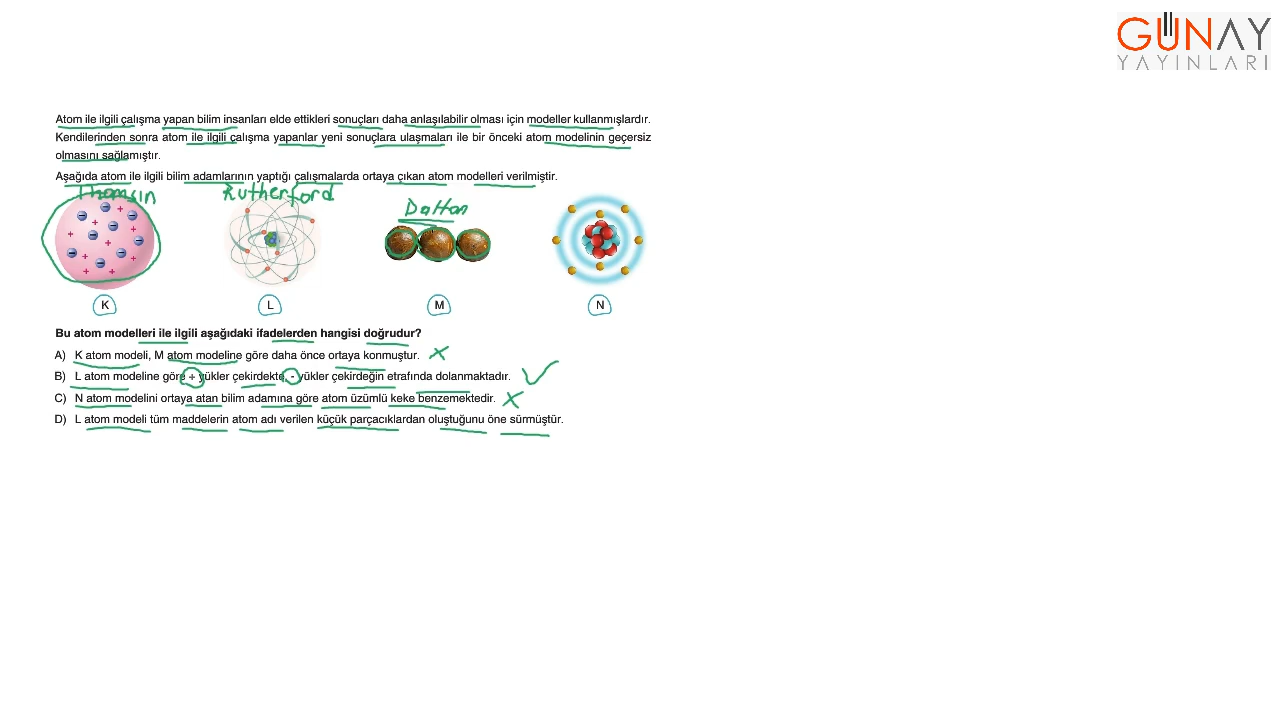 GÜNAY
YAYINLARI
Atom ile ilgili çalışma yapan bilim insanları elde ettikleri sonuçları daha anlaşılabilir olması için modeller kullanmışlardır.
Kendilerinden sonra atom ile ilgili çalışma yapanlar yeni sonuçlara ulaşmaları ile bir önceki atom modelinin geçersiz
olmasını sağlamıştır.
Aşağıda atom ile ilgili bilim adamlarının yaptığı çalışmalarda ortaya çıkan atom modelleri verilmiştir.
Thomsın Rutherford Dalton
K L M N
Bu atom modelleri ile ilgili aşağıdaki ifadelerden hangisi doğrudur?
A) K atom modeli, M atom modeline göre daha önce ortaya konmuştur.
B) L atom modeline göre + yükler çekirdekte, - yükler çekirdeğin etrafında dolanmaktadır.
C) N atom modelini ortaya atan bilim adamına göre atom üzümlü keke benzemektedir.
D) L atom modeli tüm maddelerin atom adı verilen küçük parçacıklardan oluştuğunu öne sürmüştür.